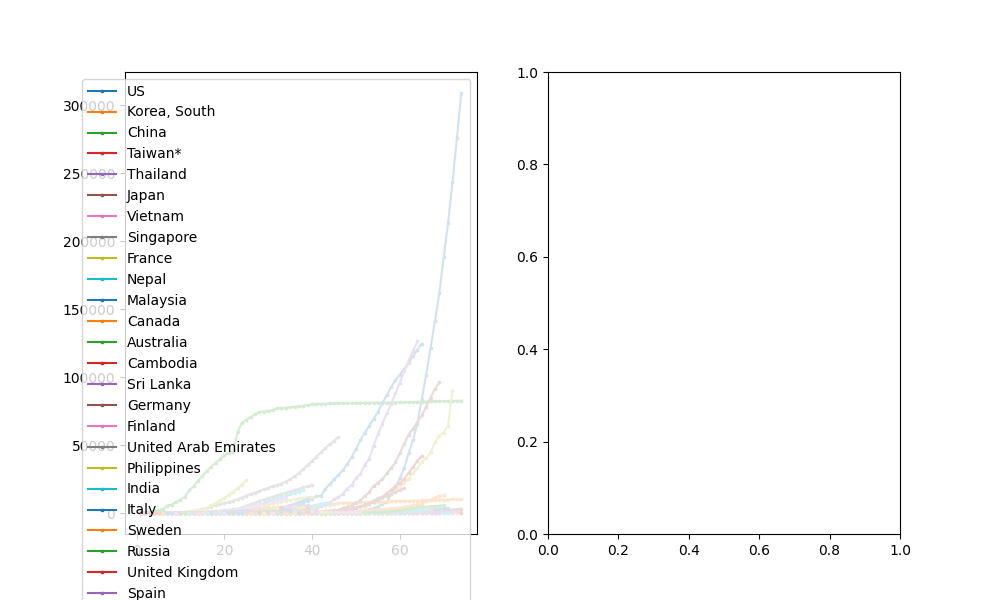 US
Korea, South
China
Taiwan*
Thailand
Japan
Vietnam
Singapore
France
Nepal
Malaysia
Canada
Australia
Cambodia
Sri Lanka
Germany
Finland
United Arab Emirates
Philippines
India
Italy
Sweden
Russia
United Kingdom
Spain
300000
250000
200000
150000
100000
50000
0
20
40
60
1.0
0.8
0.6
0.4
0.2
0.0
0.0 0.2 0.4 0.6 0.8 1.0